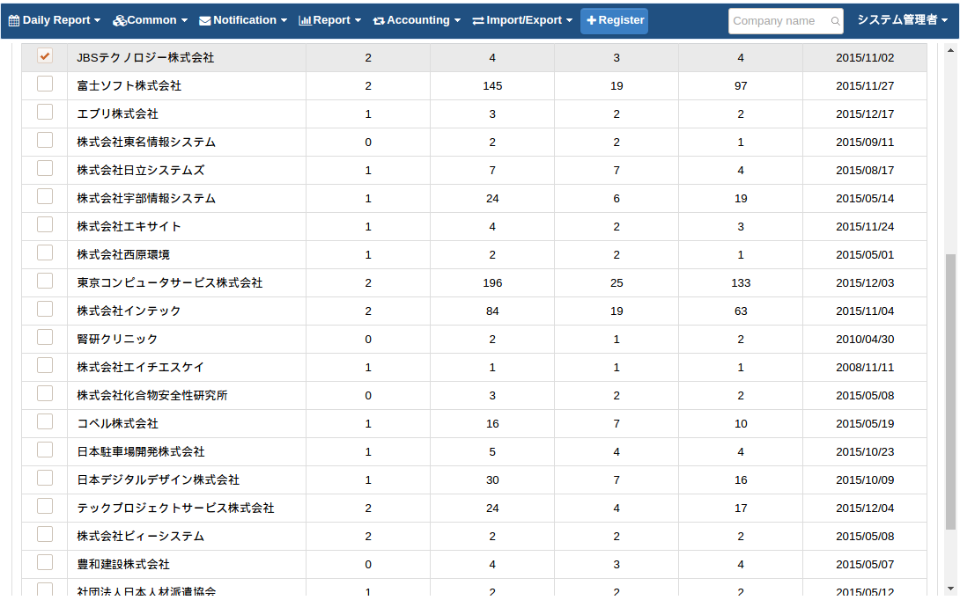 Daily Report Common Notification Report Accounting Import/Export Register Company name システム管理者
JBSテクノロジー株式会社 2 4 3 4 2015/11/02
富士ソフト株式会社 2 145 19 97 2015/11/27
エプリ株式会社 1 3 2 2 2015/12/17
株式会社東名情報システム 0 2 2 1 2015/09/11
株式会社日立システムズ 1 7 7 4 2015/08/17
株式会社宇部情報システム 1 24 6 19 2015/05/14
株式会社エキサイト 1 4 2 3 2015/11/24
株式会社西原環境 1 2 2 1 2015/05/01
東京コンピュータサービス株式会社 2 196 25 133 2015/12/03
株式会社インテック 2 84 19 63 2015/11/04
腎研クリニック 0 2 1 2 2010/04/30
株式会社エイチエスケイ 1 1 1 1 2008/11/11
株式会社化合物安全性研究所 0 3 2 2 2015/05/08
コベル株式会社 1 16 7 10 2015/05/19
日本駐車場開発株式会社 1 5 4 4 2015/10/23
日本デジタルデザイン株式会社 1 30 7 16 2015/10/09
テックプロジェクトサービス株式会社 2 24 4 17 2015/12/04
株式会社ビィーシステム 2 2 2 2 2015/05/08
豊和建設株式会社 0 4 3 4 2015/05/07
社団法人日本人材派遣協会 1 2 2 2 2015/05/12